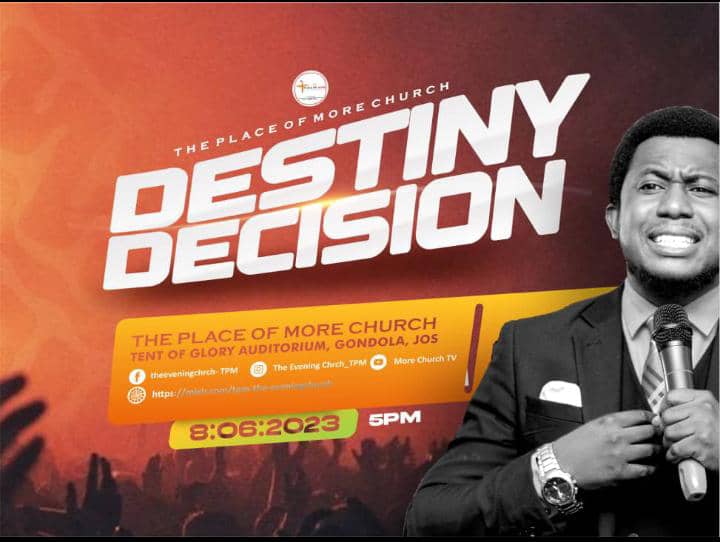 THE PLACE OF MORE CHURCH
DESTINY
DECISION
THE PLACE OF MORE CHURCH
TENT OF GLORY AUDITORIUM, GONDOLA, JOS
theeveningchrch- TPM The Evening Chrch_TPM More Church TV
8:06:2023 5PM